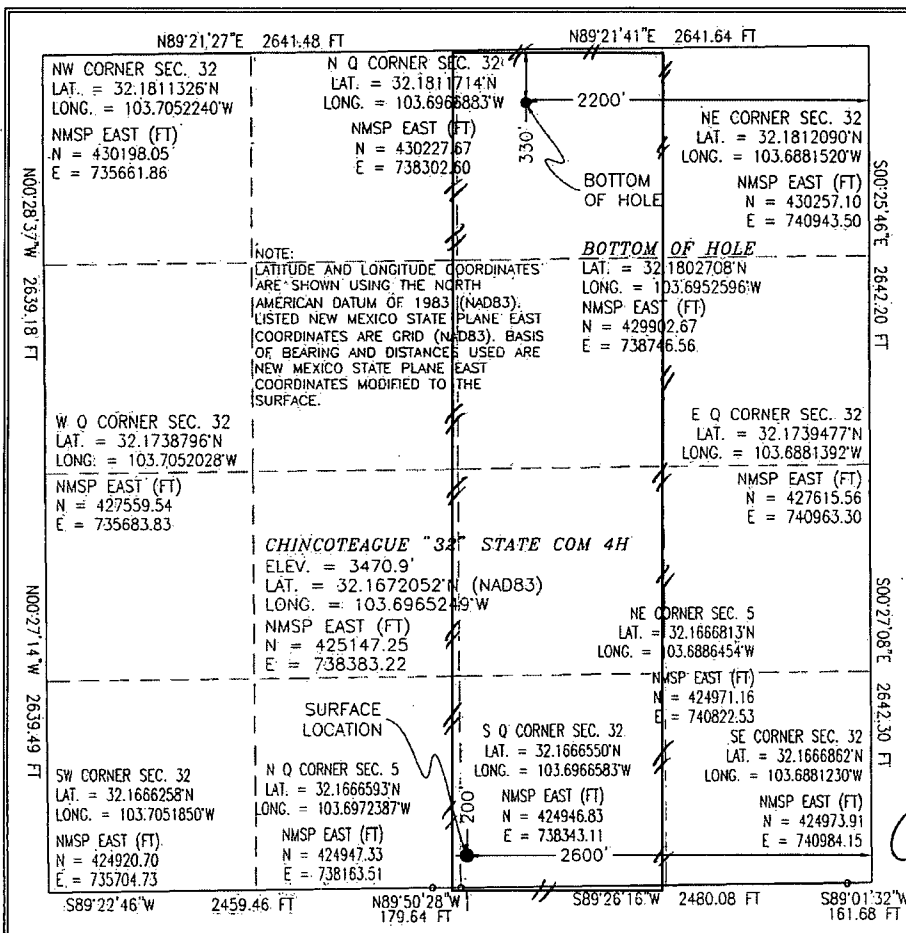 N89°21'27"E 2641.48 FT
N89°21'41"E 2641.64 FT
NW CORNER SEC. 32
LAT. = 32.1811326°N
LONG. = 103.7052240°W
NMSP EAST (FT)
N = 430198.05
E = 735661.86
N Q CORNER SEC. 32
LAT. = 32.1811714°N
LONG. = 103.6966883°W
NMSP EAST (FT)
N = 430227.67
E = 738302.60
2200'
330'
BOTTOM
OF HOLE
NE CORNER SEC. 32
LAT. = 32.1812090°N
LONG. = 103.6881520°W
NMSP EAST (FT)
N = 430257.10
E = 740943.50
N00°28'37"W 2639.18 FT
S00°25'46"E 2642.20 FT
NOTE:
LATITUDE AND LONGITUDE COORDINATES
ARE SHOWN USING THE NORTH
AMERICAN DATUM OF 1983 (NAD83).
LISTED NEW MEXICO STATE PLANE EAST
COORDINATES ARE GRID (NAD83). BASIS
OF BEARING AND DISTANCES USED ARE
NEW MEXICO STATE PLANE EAST
COORDINATES MODIFIED TO THE
SURFACE.
BOTTOM OF HOLE
LAT. = 32.1802708°N
LONG. = 103.6952596°W
NMSP EAST (FT)
N = 429902.67
E = 738746.56
W Q CORNER SEC. 32
LAT. = 32.1738796°N
LONG. = 103.7052028°W
NMSP EAST (FT)
N = 427559.54
E = 735683.83
E Q CORNER SEC. 32
LAT. = 32.1739477°N
LONG. = 103.6881392°W
NMSP EAST (FT)
N = 427615.56
E = 740963.30
CHINCOTEAGUE "32" STATE COM 4H
ELEV. = 3470.9'
LAT. = 32.1672052°N (NAD83)
LONG. = 103.6965249°W
NMSP EAST (FT)
N = 425147.25
E = 738383.22
N00°27'14"W 2639.49 FT
S00°27'08"E 2642.30 FT
NE CORNER SEC. 5
LAT. = 32.1666813°N
LONG. = 103.6886454°W
NMSP EAST (FT)
N = 424971.16
E = 740822.53
SURFACE
LOCATION
SW CORNER SEC. 32
LAT. = 32.1666258°N
LONG. = 103.7051850°W
NMSP EAST (FT)
N = 424920.70
E = 735704.73
N Q CORNER SEC. 5
LAT. = 32.1666593°N
LONG. = 103.6972387°W
NMSP EAST (FT)
N = 424947.33
E = 738163.51
200'
S Q CORNER SEC. 32
LAT. = 32.1666550°N
LONG. = 103.6966583°W
NMSP EAST (FT)
N = 424946.83
E = 738343.11
2600'
SE CORNER SEC. 32
LAT. = 32.1666862°N
LONG. = 103.6881230°W
NMSP EAST (FT)
N = 424973.91
E = 740984.15
S89°22'46"W 2459.46 FT
N89°50'28"W
179.64 FT
S89°26'16"W 2480.08 FT
S89°01'32"W
161.68 FT